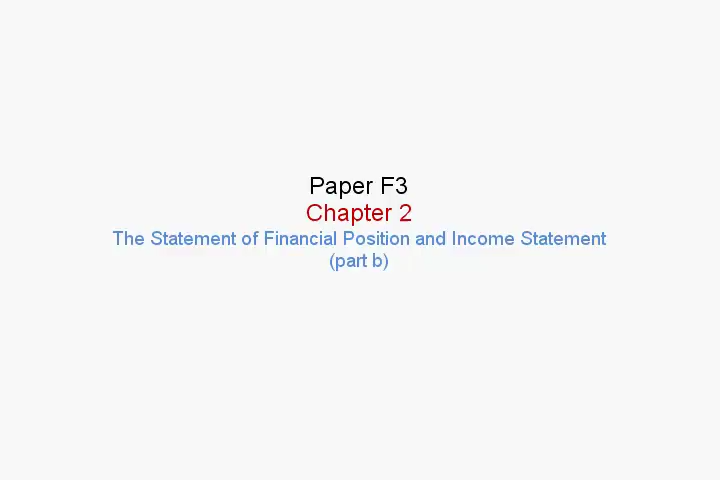 Paper F3
Chapter 2
The Statement of Financial Position and Income Statement
(part b)